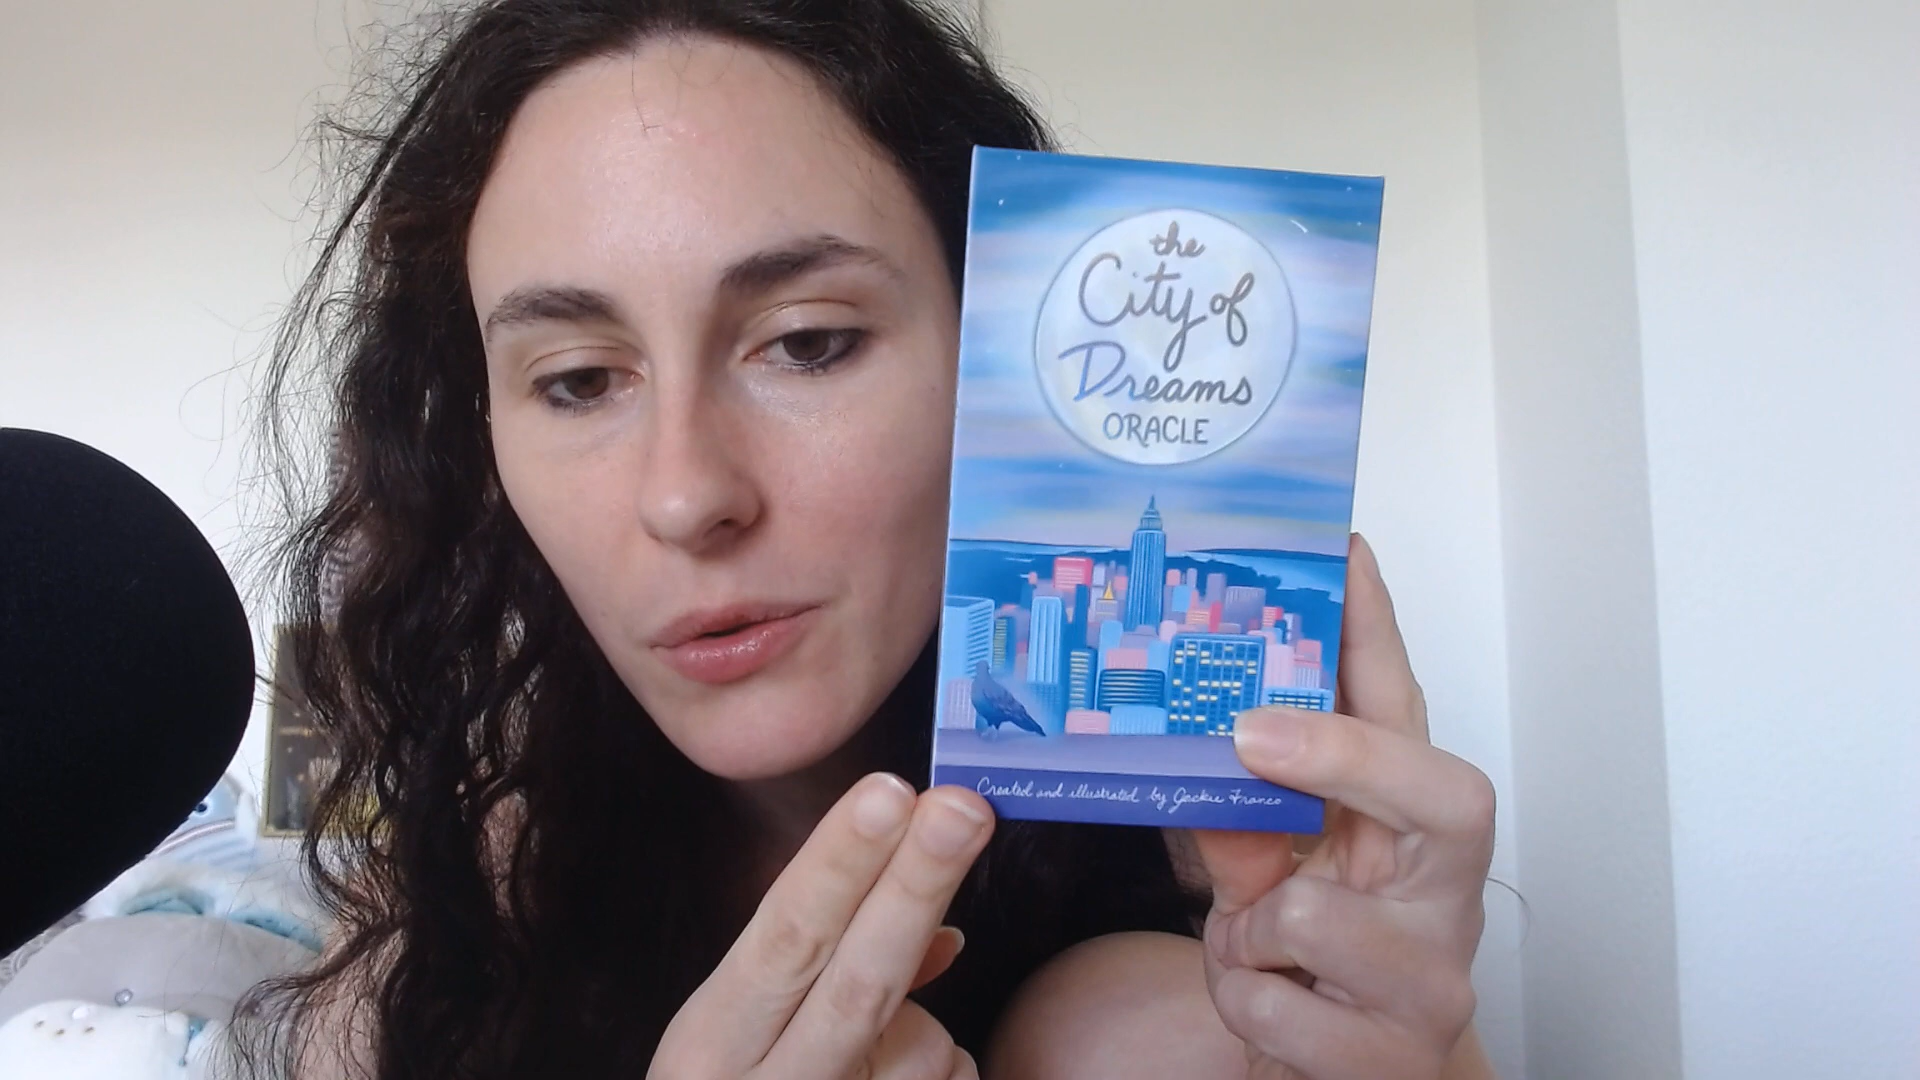 the
City of
Dreams
ORACLE
Created and illustrated by Jackie Franco